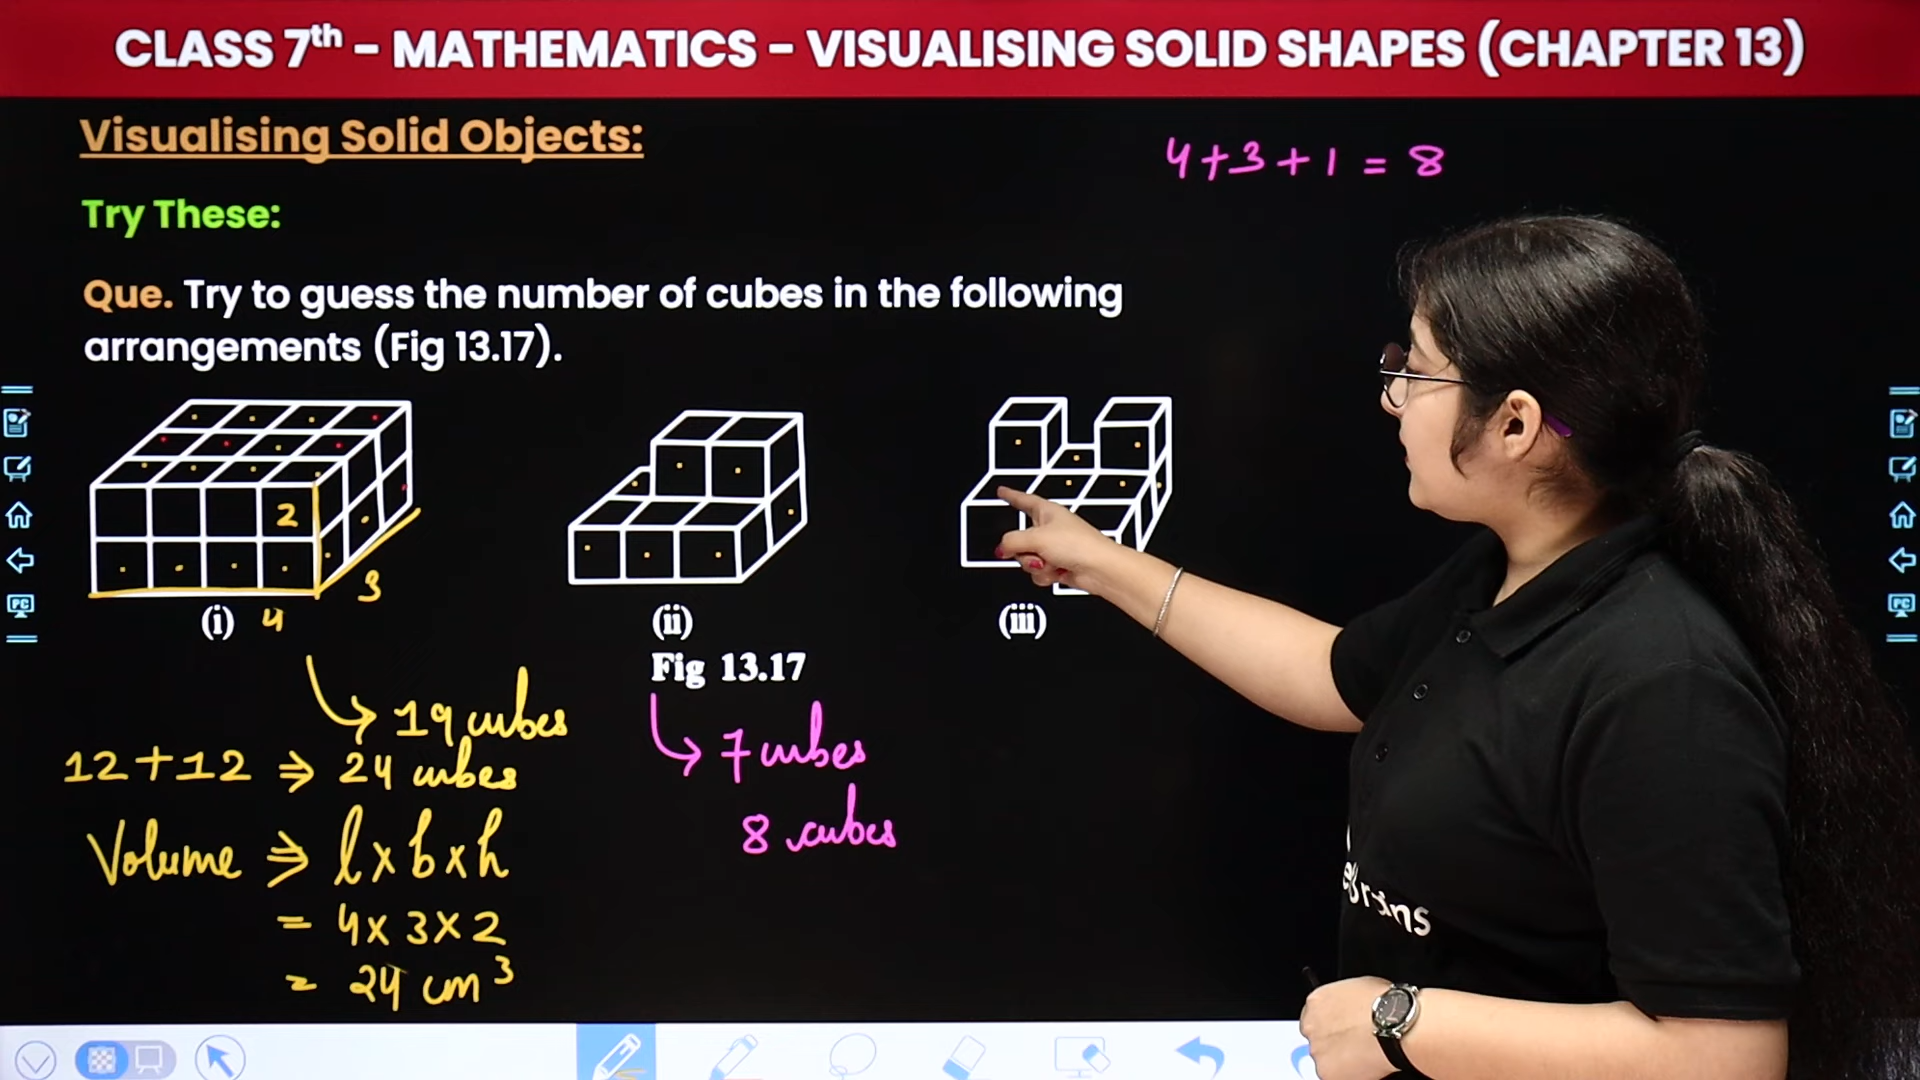 CLASS 7th - MATHEMATICS - VISUALISING SOLID SHAPES (CHAPTER 13)
Visualising Solid Objects:
4+3+1 = 8
Try These:
Que. Try to guess the number of cubes in the following
arrangements (Fig 13.17).
2
3
4
(i)
(ii)
(iii)
Fig 13.17
19 cubes
12+12 ⇒ 24 cubes
Volume ⇒ l×b×h
= 4×3×2
= 24 cm³
7 cubes
8 cubes
PC
PC